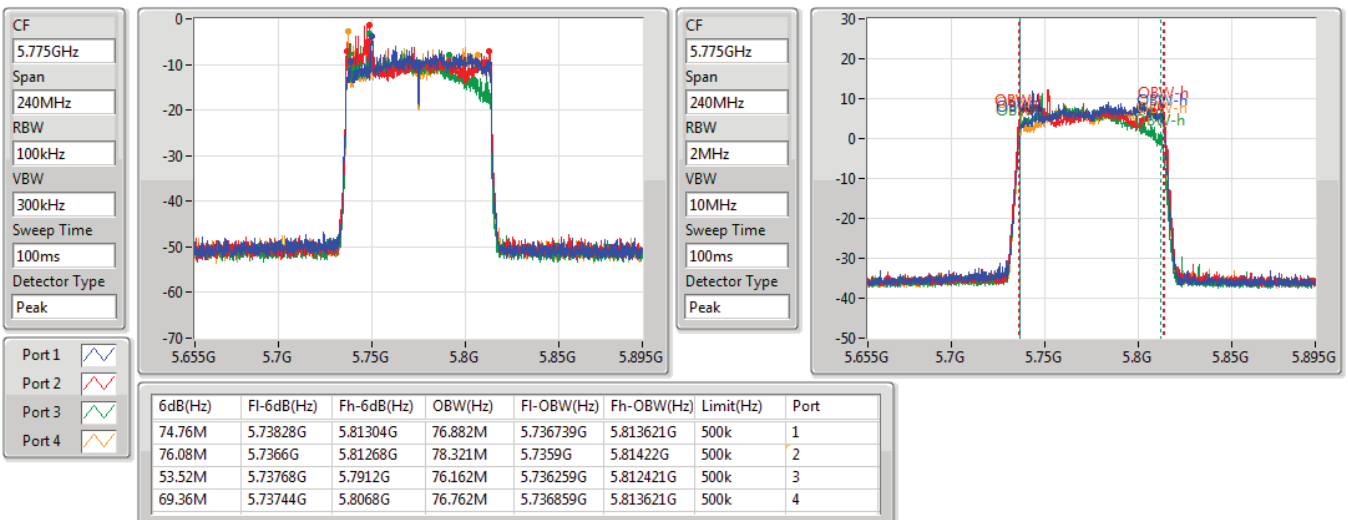 CF
5.775GHz
Span
240MHz
RBW
100kHz
VBW
300kHz
Sweep Time
100ms
Detector Type
Peak
0
-10
-20
-30
-40
-50
-60
-70
5.655G 5.7G 5.75G 5.8G 5.85G 5.895G
CF
5.775GHz
Span
240MHz
RBW
2MHz
VBW
10MHz
Sweep Time
100ms
Detector Type
Peak
30
20
10
0
-10
-20
-30
-40
-50
OBW-h
OBW-h
5.655G 5.7G 5.75G 5.8G 5.85G 5.895G
Port 1
Port 2
Port 3
Port 4
6dB(Hz) Fl-6dB(Hz) Fh-6dB(Hz) OBW(Hz) Fl-OBW(Hz) Fh-OBW(Hz) Limit(Hz) Port
74.76M 5.73828G 5.81304G 76.882M 5.736739G 5.813621G 500k 1
76.08M 5.7366G 5.81268G 78.321M 5.7359G 5.81422G 500k 2
53.52M 5.73768G 5.7912G 76.162M 5.736259G 5.812421G 500k 3
69.36M 5.73744G 5.8068G 76.762M 5.736859G 5.813621G 500k 4